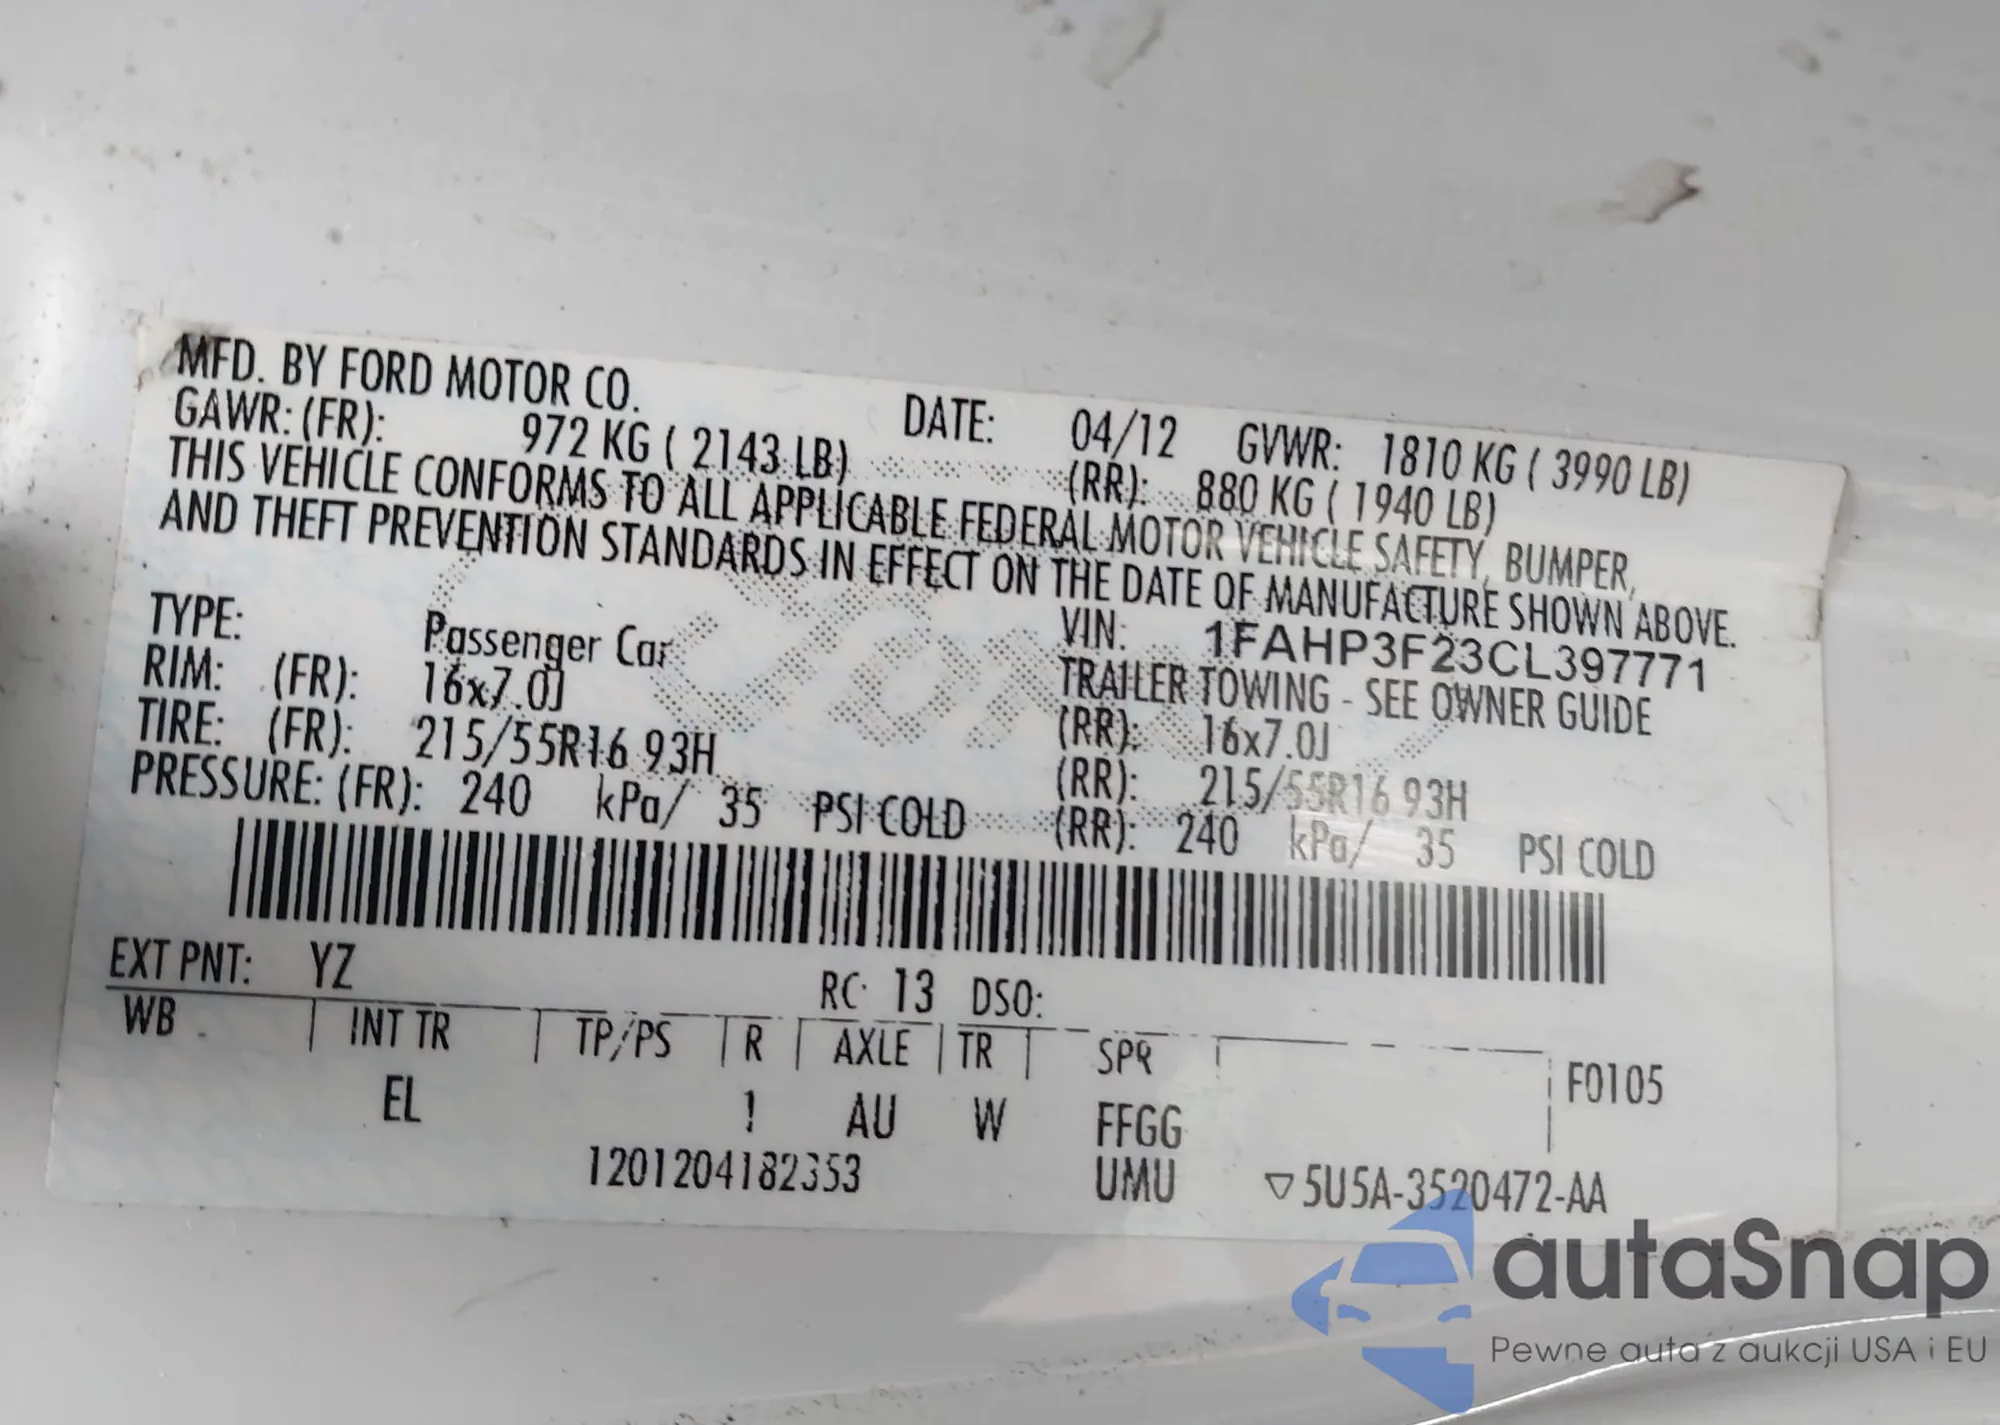 MFD. BY FORD MOTOR CO. DATE: 04/12 GVWR: 1810 KG ( 3990 LB)
GAWR: (FR): 972 KG ( 2143 LB) (RR): 880 KG ( 1940 LB)
THIS VEHICLE CONFORMS TO ALL APPLICABLE FEDERAL MOTOR VEHICLE SAFETY, BUMPER,
AND THEFT PREVENTION STANDARDS IN EFFECT ON THE DATE OF MANUFACTURE SHOWN ABOVE.
VIN: 1FAHP3F23CL397771
TYPE: Passenger Car TRAILER TOWING - SEE OWNER GUIDE
RIM: (FR): 16x7.0J (RR): 16x7.0J
TIRE: (FR): 215/55R16 93H (RR): 215/55R16 93H
PRESSURE: (FR): 240 kPa/ 35 PSI COLD (RR): 240 kPa/ 35 PSI COLD
Ford
EXT PNT: YZ RC: 13 DSO:
WB INT TR TP/PS R AXLE TR SPR F0105
EL ! AU W FFGG
1201204182353 UMU ▽5U5A-3520472-AA
autaSnap
Pewne auta z aukcji USA i EU